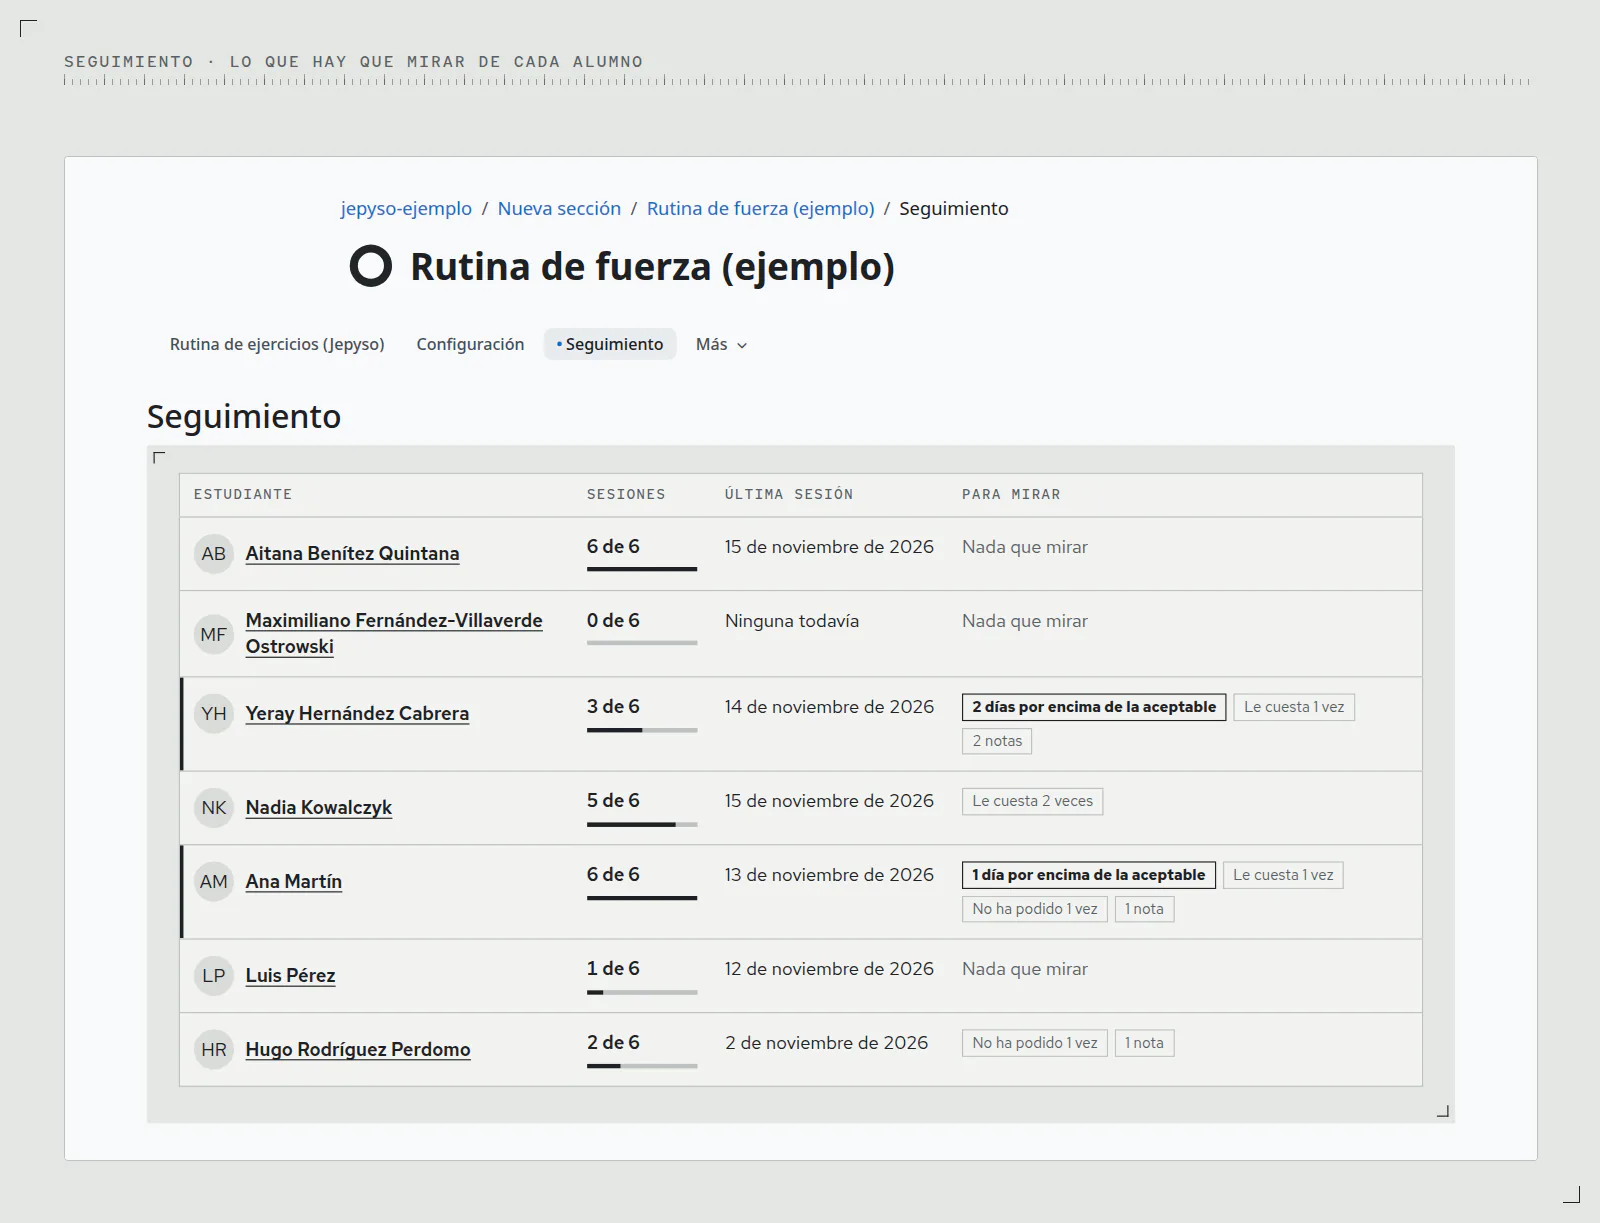 SEGUIMIENTO · LO QUE HAY QUE MIRAR DE CADA ALUMNO
jepyso-ejemplo / Nueva sección / Rutina de fuerza (ejemplo) / Seguimiento
Rutina de fuerza (ejemplo)
Rutina de ejercicios (Jepyso) Configuración Seguimiento Más
Seguimiento
ESTUDIANTE SESIONES ÚLTIMA SESIÓN PARA MIRAR
AB Aitana Benítez Quintana 6 de 6 15 de noviembre de 2026 Nada que mirar
MF Maximiliano Fernández-Villaverde 0 de 6 Ninguna todavía Nada que mirar
Ostrowski
YH Yeray Hernández Cabrera 3 de 6 14 de noviembre de 2026 2 días por encima de la aceptable Le cuesta 1 vez
2 notas
NK Nadia Kowalczyk 5 de 6 15 de noviembre de 2026 Le cuesta 2 veces
AM Ana Martín 6 de 6 13 de noviembre de 2026 1 día por encima de la aceptable Le cuesta 1 vez
No ha podido 1 vez 1 nota
LP Luis Pérez 1 de 6 12 de noviembre de 2026 Nada que mirar
HR Hugo Rodríguez Perdomo 2 de 6 2 de noviembre de 2026 No ha podido 1 vez 1 nota